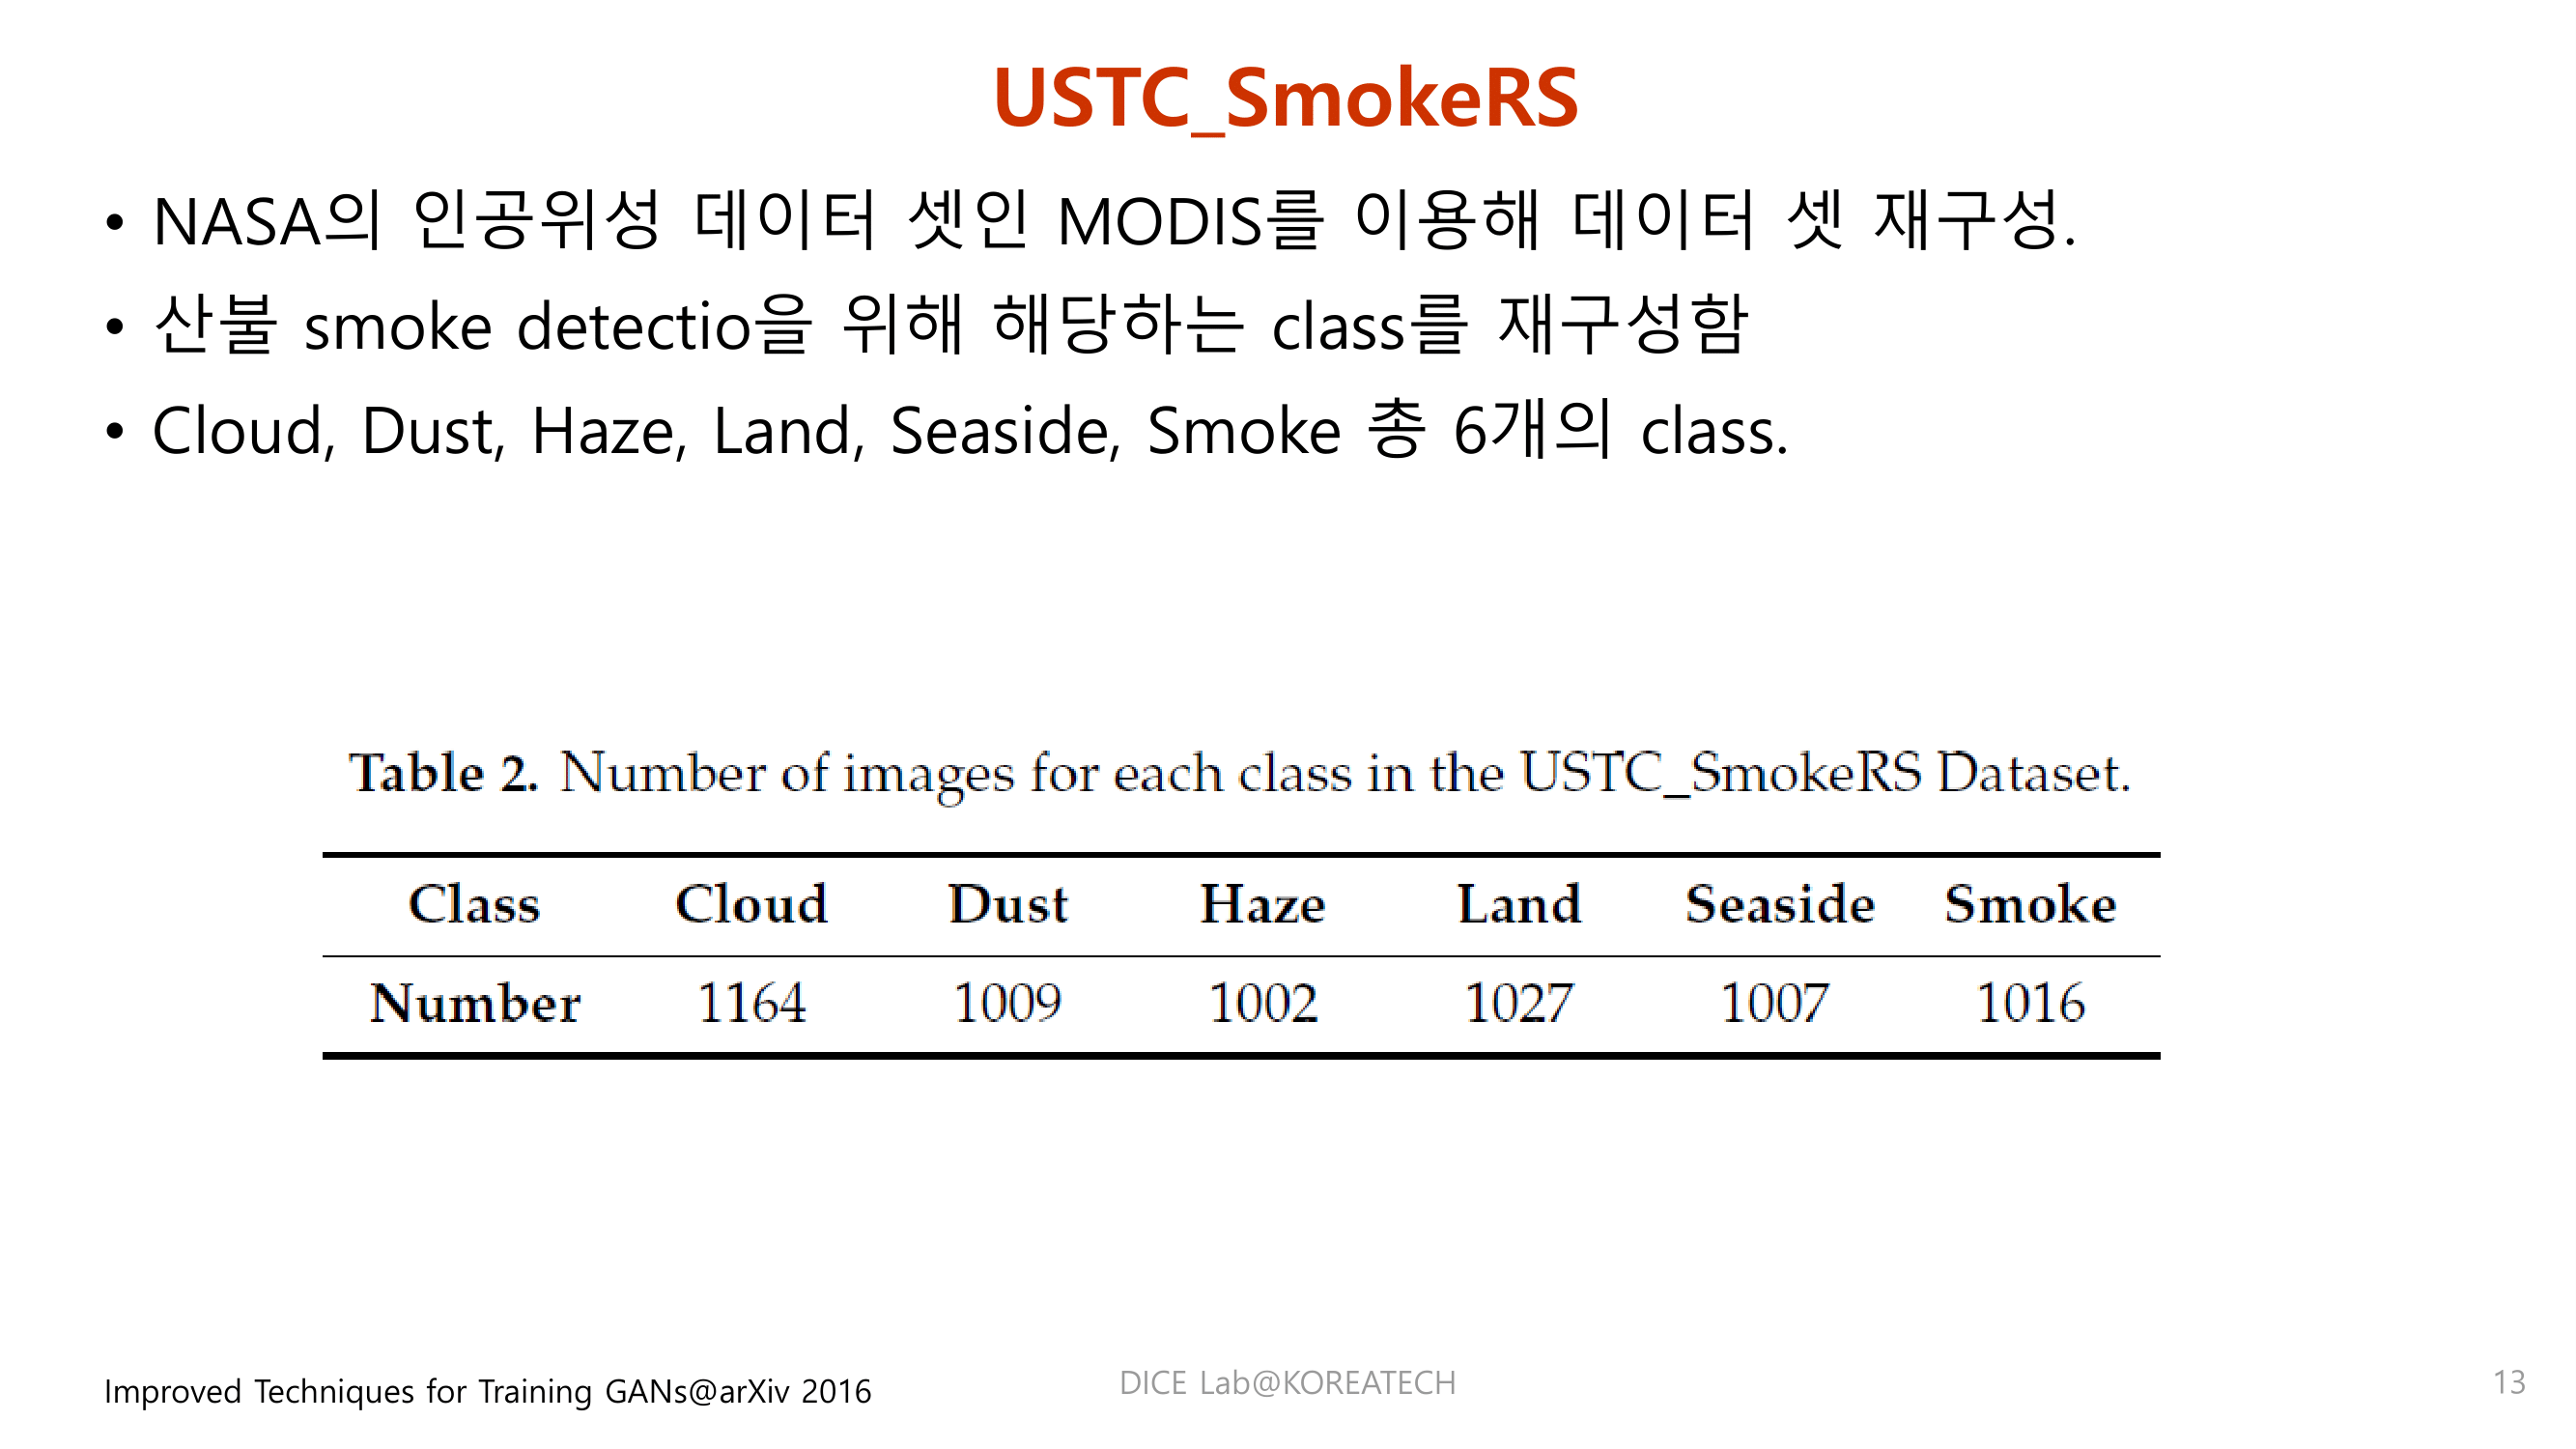 USTC_SmokeRS
• NASA의 인공위성 데이터 셋인 MODIS를 이용해 데이터 셋 재구성.
• 산불 smoke detectio을 위해 해당하는 class를 재구성함
• Cloud, Dust, Haze, Land, Seaside, Smoke 총 6개의 class.
Table 2. Number of images for each class in the USTC_SmokeRS Dataset.
Class Cloud Dust Haze Land Seaside Smoke
Number 1164 1009 1002 1027 1007 1016
Improved Techniques for Training GANs@arXiv 2016
DICE Lab@KOREATECH
13